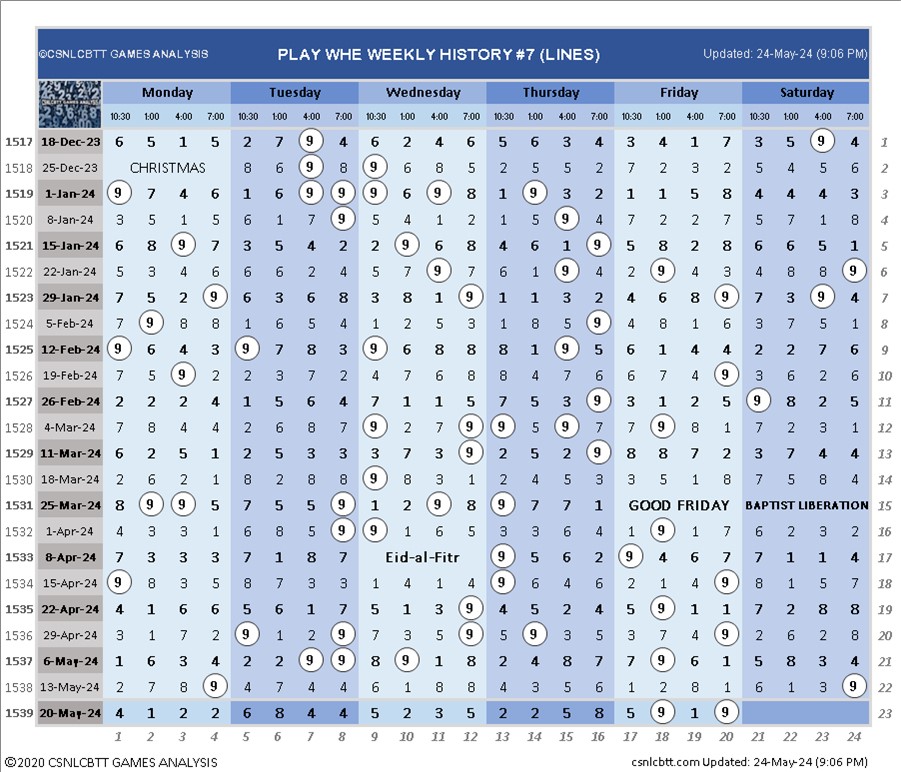 ©CSNLCBTT GAMES ANALYSIS PLAY WHE WEEKLY HISTORY #7 (LINES) Updated: 24-May-24 (9:06 PM)
Monday Tuesday Wednesday Thursday Friday Saturday
10:30 1:00 4:00 7:00 10:30 1:00 4:00 7:00 10:30 1:00 4:00 7:00 10:30 1:00 4:00 7:00 10:30 1:00 4:00 7:00 10:30 1:00 4:00 7:00
1517 18-Dec-23 6 5 1 5 2 7 9 4 6 2 4 6 5 6 3 4 3 4 1 7 3 5 9 4 1
1518 25-Dec-23 CHRISTMAS 8 6 9 8 9 6 8 5 2 5 5 2 7 2 3 2 5 4 5 6 2
1519 1-Jan-24 9 7 4 6 1 6 9 9 9 6 9 8 1 9 3 2 1 1 5 8 4 4 4 3 3
1520 8-Jan-24 3 5 1 5 6 1 7 9 5 4 1 2 1 5 9 4 7 2 2 7 5 7 1 8 4
1521 15-Jan-24 6 8 9 7 3 5 4 2 2 9 6 8 4 6 1 9 5 8 2 8 6 6 5 1 5
1522 22-Jan-24 5 3 4 6 6 6 2 4 5 7 9 7 6 1 9 4 2 9 4 3 4 8 8 9 6
1523 29-Jan-24 7 5 2 9 6 3 6 8 3 8 1 9 1 1 3 2 4 6 8 9 7 3 9 4 7
1524 5-Feb-24 7 9 8 8 1 6 5 4 1 2 5 3 1 8 5 9 4 8 1 6 3 7 5 1 8
1525 12-Feb-24 9 6 4 3 9 7 8 3 9 6 8 8 8 1 9 5 6 1 4 4 2 2 7 6 9
1526 19-Feb-24 7 5 9 2 2 3 7 2 4 7 6 8 8 4 7 6 6 7 4 9 3 6 2 6 10
1527 26-Feb-24 2 2 2 4 1 5 6 4 7 1 1 5 7 5 3 9 3 1 2 5 9 8 2 5 11
1528 4-Mar-24 7 8 4 4 2 6 8 7 9 2 7 9 9 5 9 7 7 9 8 1 7 2 3 1 12
1529 11-Mar-24 6 2 5 1 2 5 3 3 3 7 3 9 5 2 6 9 8 8 7 2 3 7 4 4 13
1530 18-Mar-24 2 6 2 1 8 2 8 8 9 8 3 1 2 4 5 3 3 5 1 8 7 5 8 4 14
1531 25-Mar-24 8 9 9 5 7 5 5 9 1 2 9 8 9 7 7 1 GOOD FRIDAY BAPTIST LIBERATION 15
1532 1-Apr-24 4 3 3 1 6 8 5 9 9 1 2 5 3 3 6 4 1 9 1 7 6 2 3 2 16
1533 8-Apr-24 7 3 3 3 7 1 8 7 Eid-al-Fitr 9 5 6 2 9 4 6 7 7 1 1 4 17
1534 15-Apr-24 9 8 3 5 8 7 3 3 1 4 1 4 9 6 4 6 2 1 2 9 8 1 5 7 18
1535 22-Apr-24 4 1 6 6 5 6 1 7 5 1 3 9 4 5 2 4 5 9 1 1 7 2 8 8 19
1536 29-Apr-24 3 1 7 2 9 1 2 9 7 3 5 9 5 9 3 5 3 7 4 9 2 6 2 8 20
1537 6-May-24 1 6 3 4 2 2 9 9 8 9 1 8 2 4 8 7 7 9 6 1 5 8 3 4 21
1538 13-May-24 2 7 8 9 4 7 4 4 6 1 8 8 4 3 5 6 1 2 8 1 6 1 3 9 22
1539 20-May-24 4 1 2 2 6 8 4 4 5 2 3 5 2 2 5 8 5 9 1 9 23
1 2 3 4 5 6 7 8 9 10 11 12 13 14 15 16 17 18 19 20 21 22 23 24
©2020 CSNLCBTT GAMES ANALYSIS csnlcbtt.com Updated: 24-May-24 (9:06 PM)